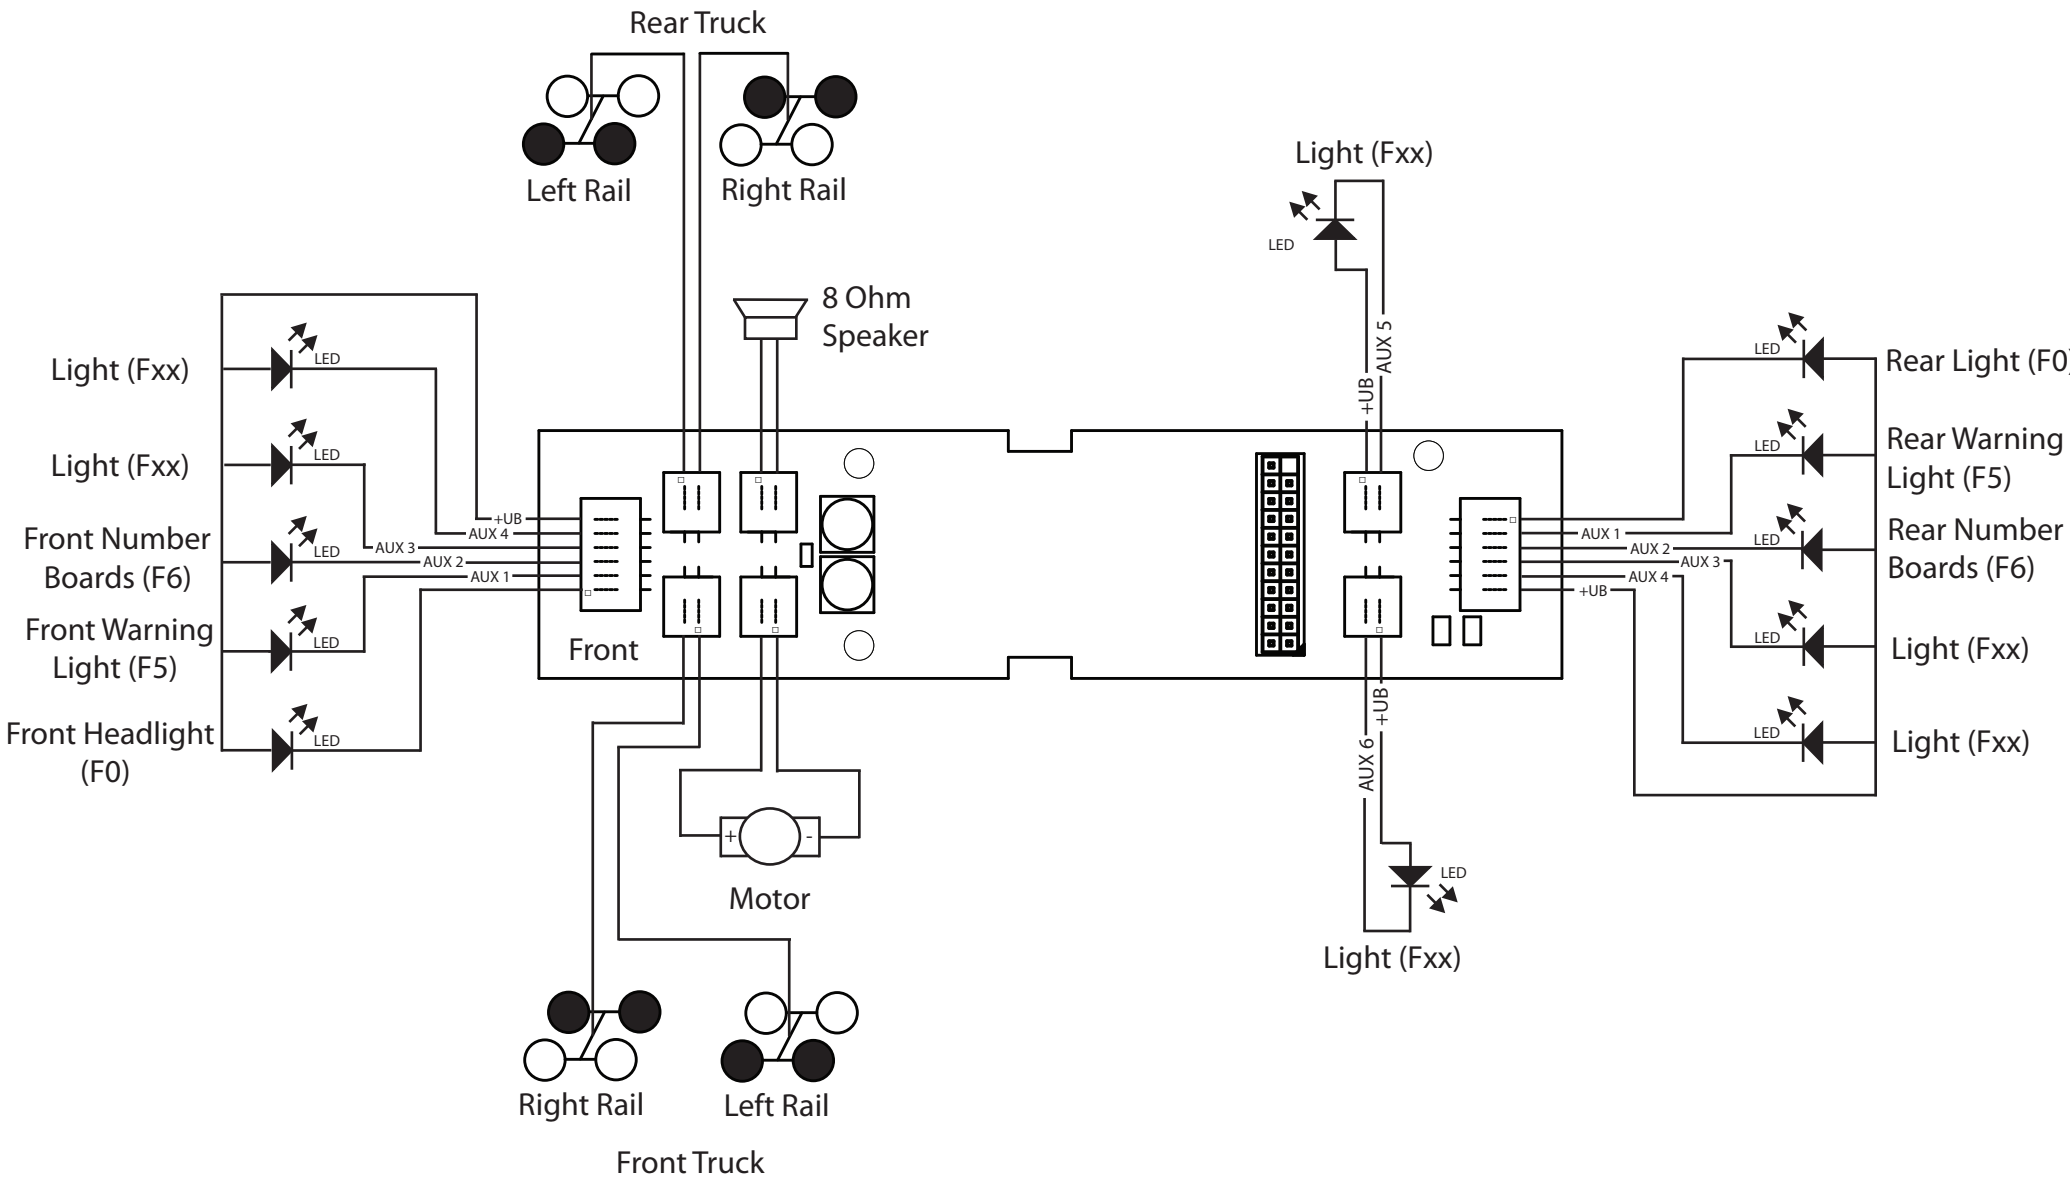 Rear Truck
Left Rail
Right Rail
8 Ohm
Speaker
Light (Fxx)
LED
+UB
AUX 5
Light (Fxx)
LED
Light (Fxx)
LED
Front Number
Boards (F6)
LED
Front Warning
Light (F5)
LED
Front Headlight
(F0)
LED
+UB
AUX 4
AUX 3
AUX 2
AUX 1
Front
AUX 1
AUX 2
AUX 3
AUX 4
+UB
LED
Rear Light (F0)
LED
Rear Warning
Light (F5)
LED
Rear Number
Boards (F6)
LED
Light (Fxx)
LED
Light (Fxx)
+UB
AUX 6
LED
Light (Fxx)
+
-
Motor
Right Rail
Left Rail
Front Truck